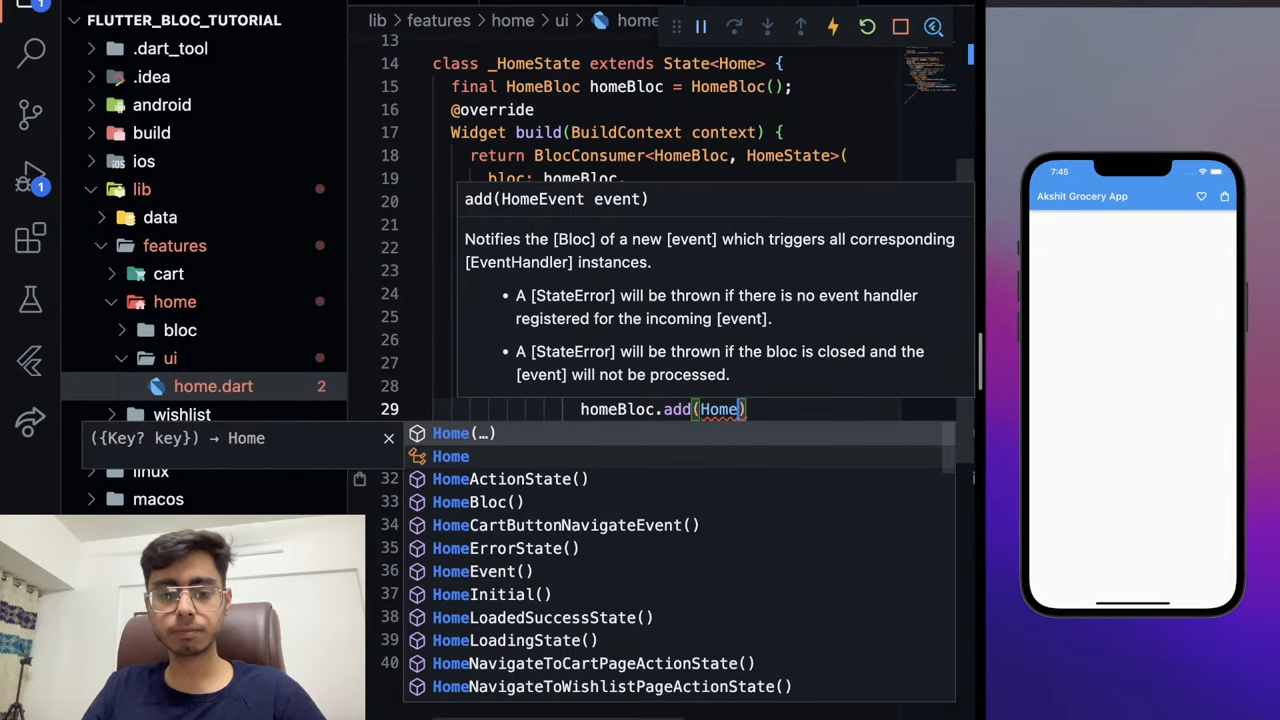 FLUTTER_BLOC_TUTORIAL
.dart_tool
.idea
android
build
ios
lib
data
features
cart
home
bloc
ui
home.dart 2
wishlist
linux
macos
1
lib > features > home > ui > home
13
14 class _HomeState extends State<Home> {
15 final HomeBloc homeBloc = HomeBloc();
16 @override
17 Widget build(BuildContext context) {
18 return BlocConsumer<HomeBloc, HomeState>(
19 bloc: homeBloc,
20
21
22
23
24
25
26
27
28
29 homeBloc.add(Home)
32
33
34
35
36
37
38
39
40
add(HomeEvent event)
Notifies the [Bloc] of a new [event] which triggers all corresponding
[EventHandler] instances.
• A [StateError] will be thrown if there is no event handler
registered for the incoming [event].
• A [StateError] will be thrown if the bloc is closed and the
[event] will not be processed.
({Key? key}) → Home
Home(…)
Home
HomeActionState()
HomeBloc()
HomeCartButtonNavigateEvent()
HomeErrorState()
HomeEvent()
HomeInitial()
HomeLoadedSuccessState()
HomeLoadingState()
HomeNavigateToCartPageActionState()
HomeNavigateToWishlistPageActionState()
7:45
Akshit Grocery App